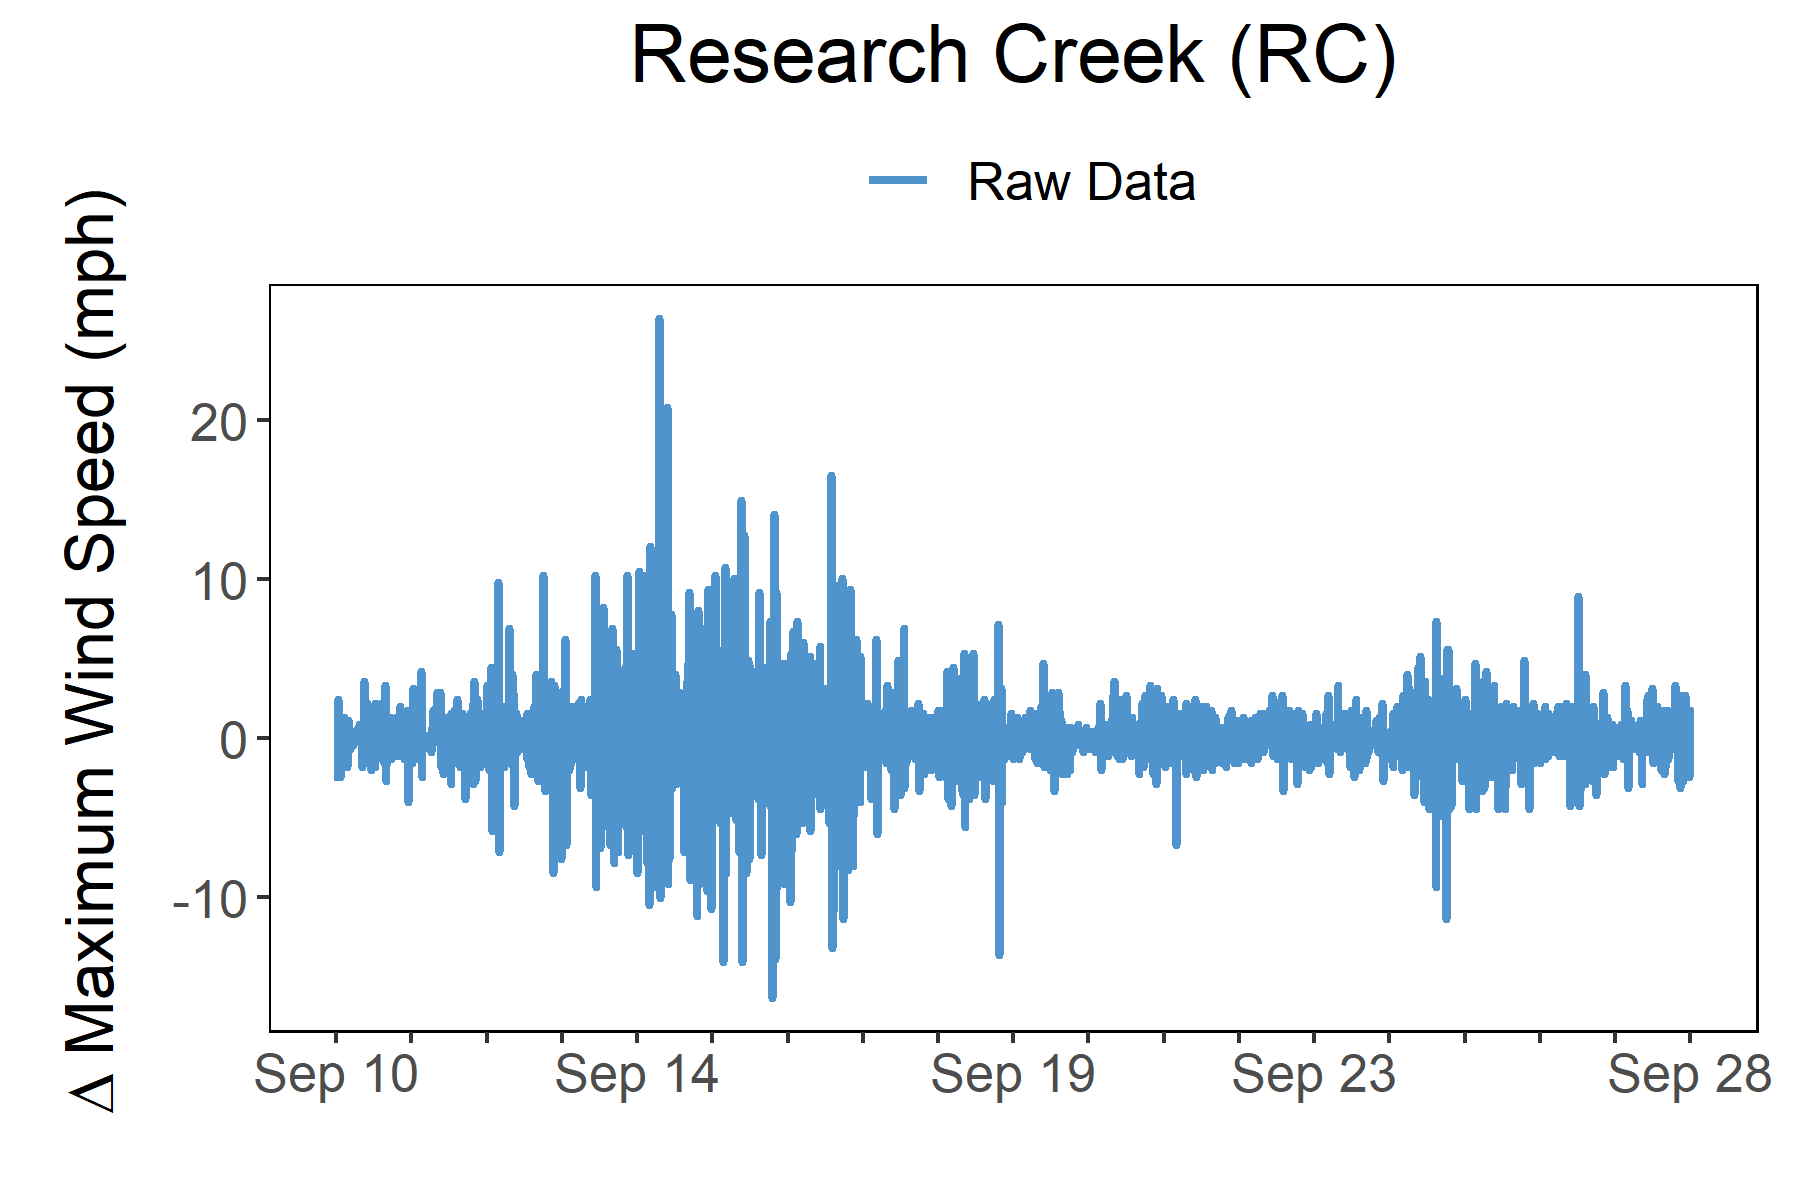 Research Creek (RC)
Raw Data
Δ Maximum Wind Speed (mph)
20
10
0
-10
Sep 10 Sep 14 Sep 19 Sep 23 Sep 28